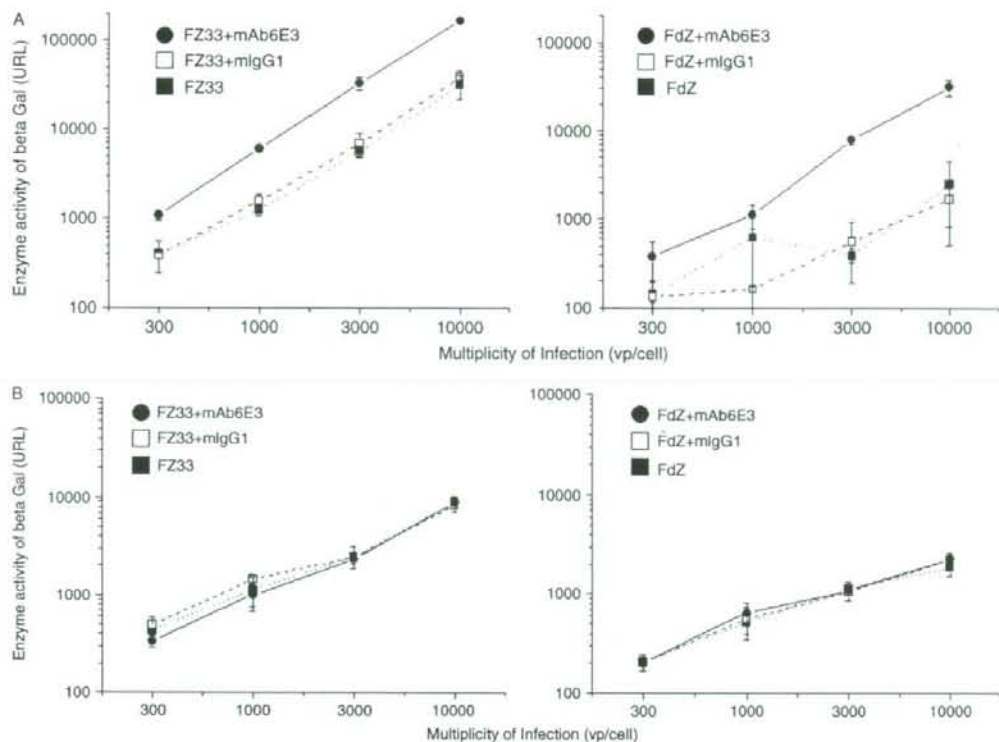 A
Enzyme activity of beta Gal (URL)
100000
10000
1000
100
FZ33+mAb6E3
FZ33+mIgG1
FZ33
300
1000
3000
10000
100000
10000
1000
100
FdZ+mAb6E3
FdZ+mIgG1
FdZ
300
1000
3000
10000
Multiplicity of Infection (vp/cell)
B
Enzyme activity of beta Gal (URL)
100000
10000
1000
100
FZ33+mAb6E3
FZ33+mIgG1
FZ33
300
1000
3000
10000
100000
10000
1000
100
FdZ+mAb6E3
FdZ+mIgG1
FdZ
300
1000
3000
10000
Multiplicity of Infection (vp/cell)